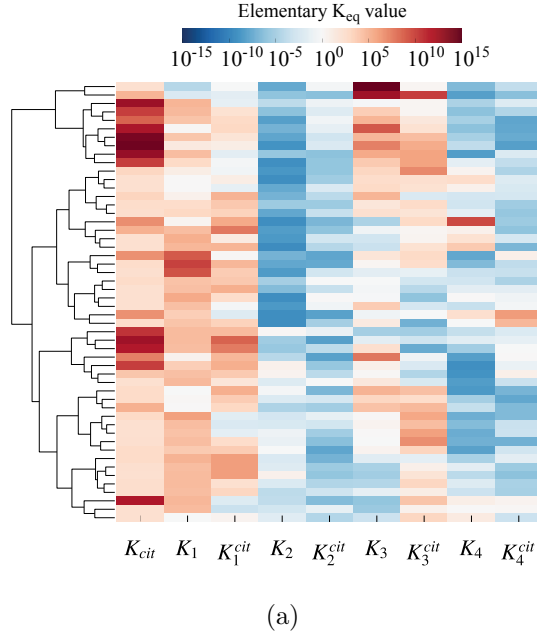 Elementary K_eq value
10^-15 10^-10 10^-5 10^0 10^5 10^10 10^15
K_cit K_1 K_1^cit K_2 K_2^cit K_3 K_3^cit K_4 K_4^cit
(a)